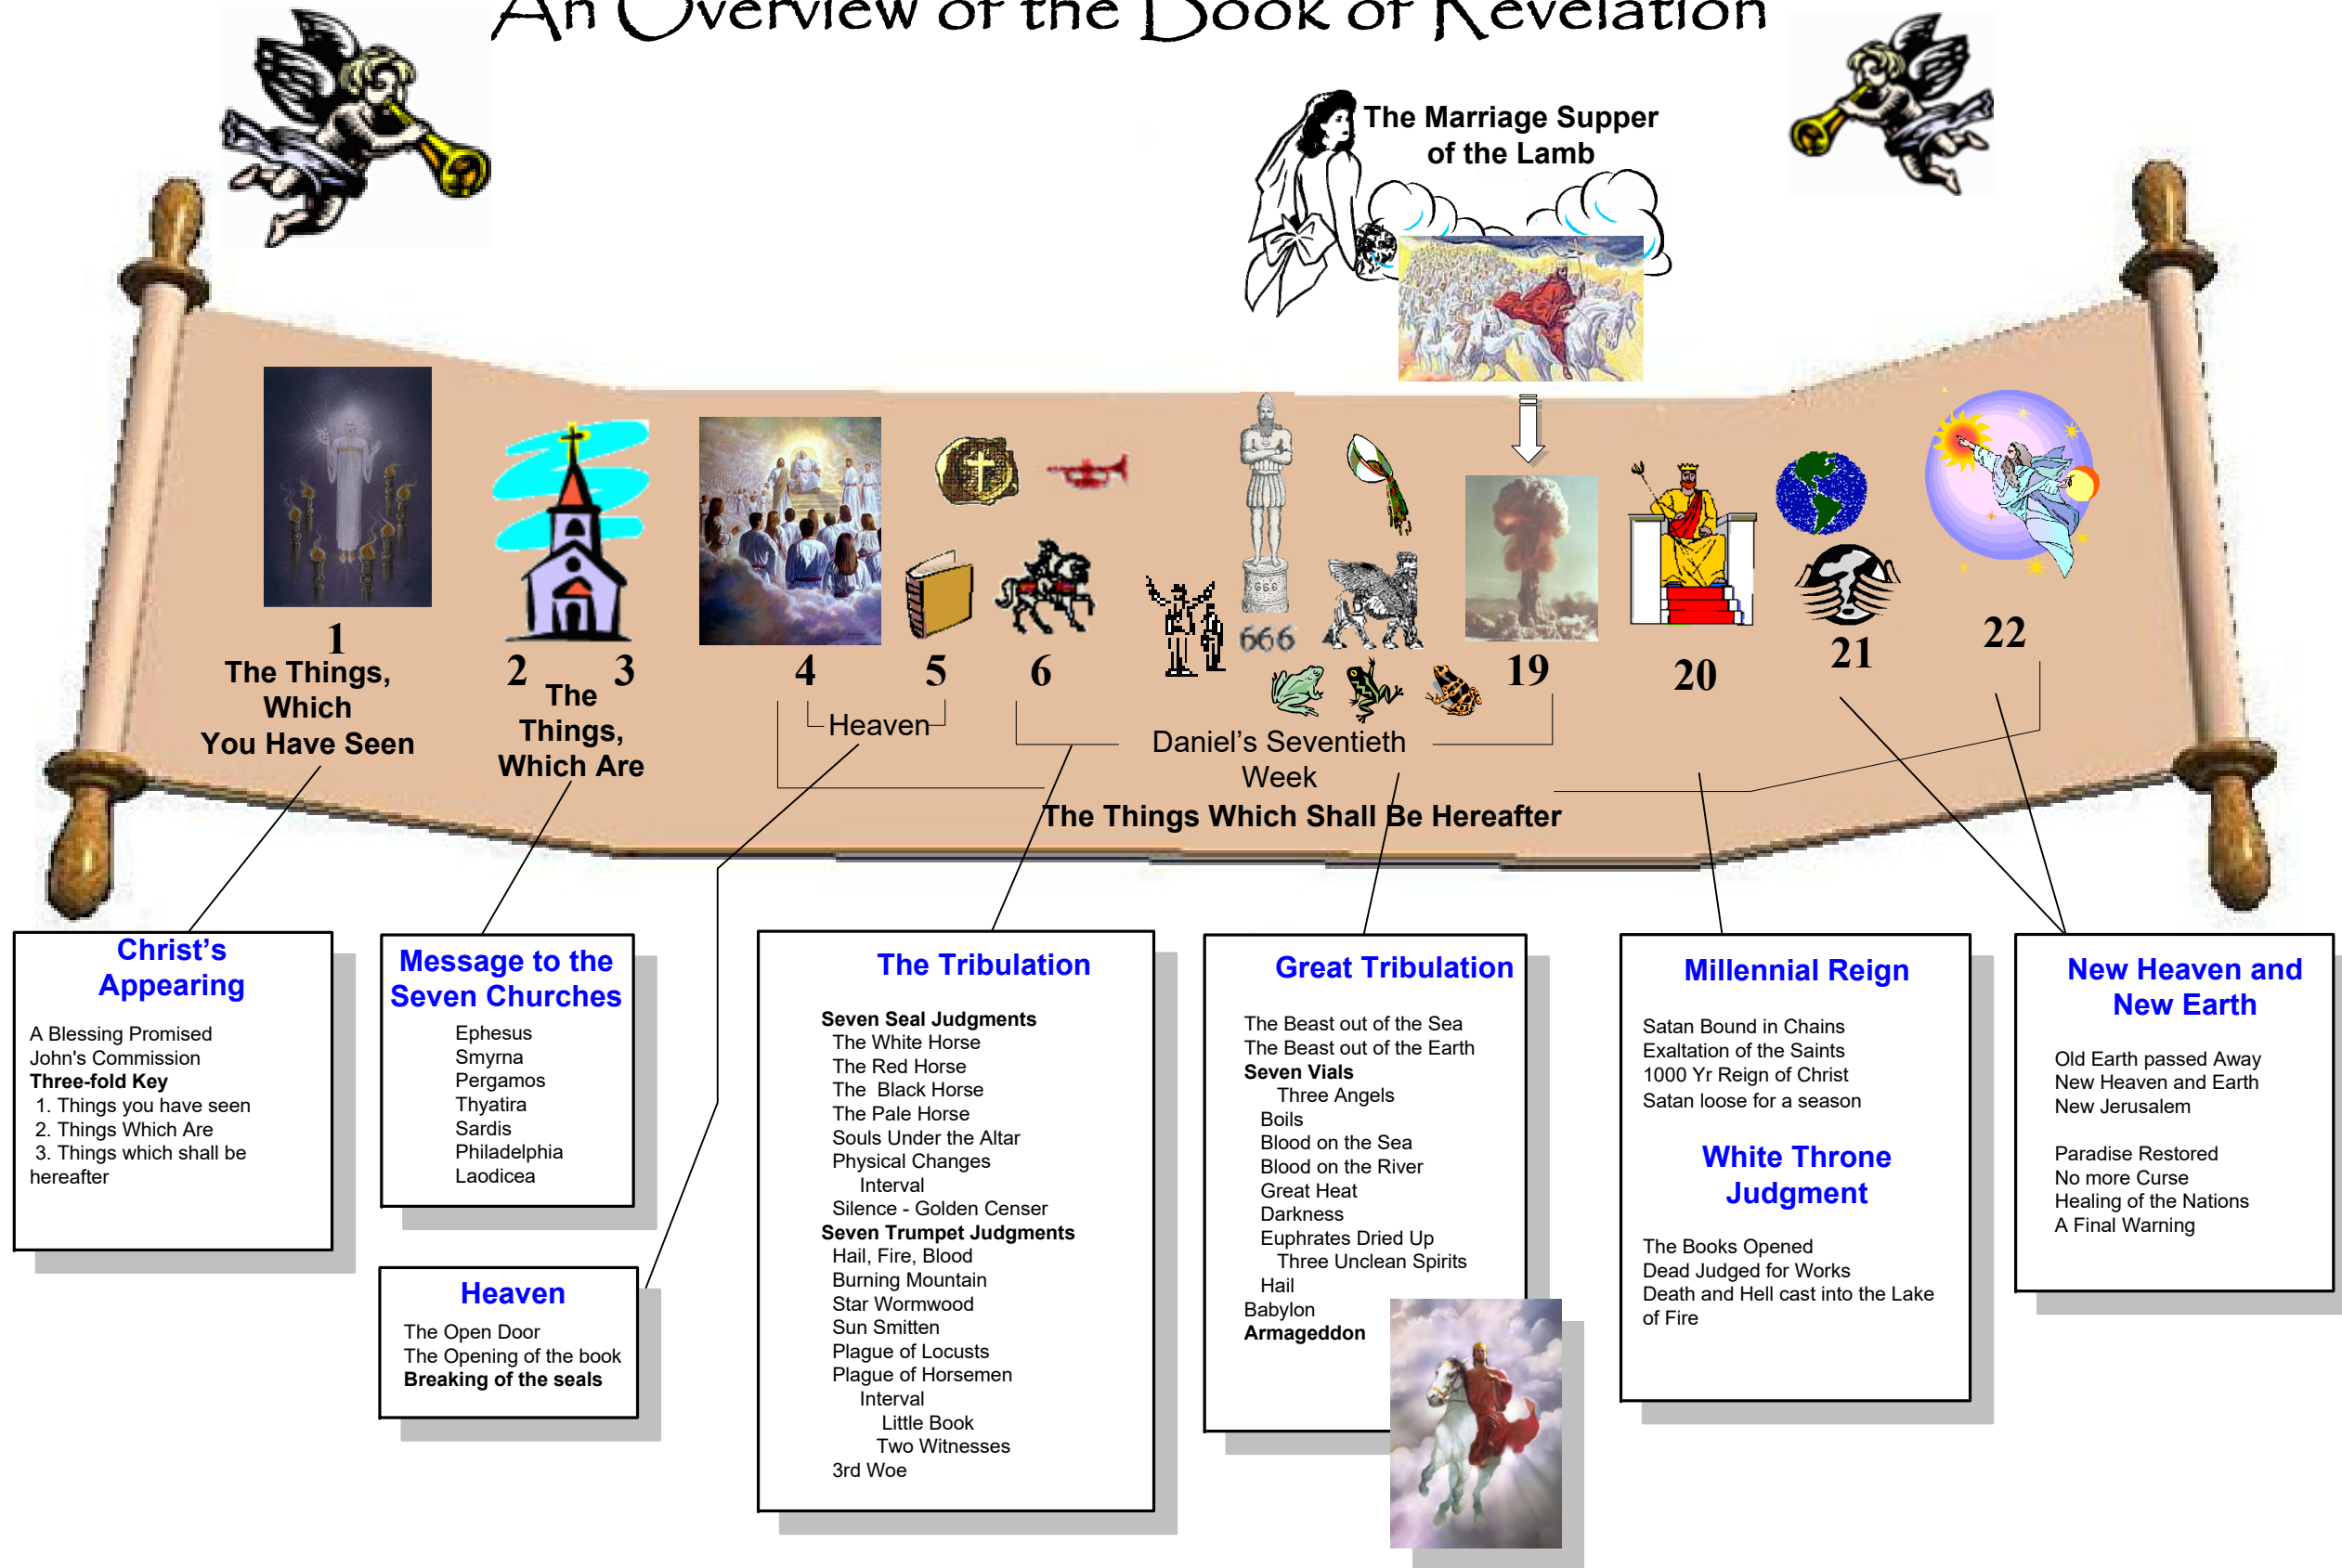 An Overview of the Book of Revelation
The Marriage Supper
of the Lamb
1
The Things,
Which
You Have Seen
2
3
The
Things,
Which Are
4
5
6
666
666
19
20
21
22
Heaven
Daniel’s Seventieth
Week
The Things Which Shall Be Hereafter
Christ’s
Appearing
A Blessing Promised
John's Commission
Three-fold Key
1. Things you have seen
2. Things Which Are
3. Things which shall be
hereafter
Message to the
Seven Churches
Ephesus
Smyrna
Pergamos
Thyatira
Sardis
Philadelphia
Laodicea
Heaven
The Open Door
The Opening of the book
Breaking of the seals
The Tribulation
Seven Seal Judgments
The White Horse
The Red Horse
The Black Horse
The Pale Horse
Souls Under the Altar
Physical Changes
Interval
Silence - Golden Censer
Seven Trumpet Judgments
Hail, Fire, Blood
Burning Mountain
Star Wormwood
Sun Smitten
Plague of Locusts
Plague of Horsemen
Interval
Little Book
Two Witnesses
3rd Woe
Great Tribulation
The Beast out of the Sea
The Beast out of the Earth
Seven Vials
Three Angels
Boils
Blood on the Sea
Blood on the River
Great Heat
Darkness
Euphrates Dried Up
Three Unclean Spirits
Hail
Babylon
Armageddon
Millennial Reign
Satan Bound in Chains
Exaltation of the Saints
1000 Yr Reign of Christ
Satan loose for a season
White Throne
Judgment
The Books Opened
Dead Judged for Works
Death and Hell cast into the Lake
of Fire
New Heaven and
New Earth
Old Earth passed Away
New Heaven and Earth
New Jerusalem
Paradise Restored
No more Curse
Healing of the Nations
A Final Warning